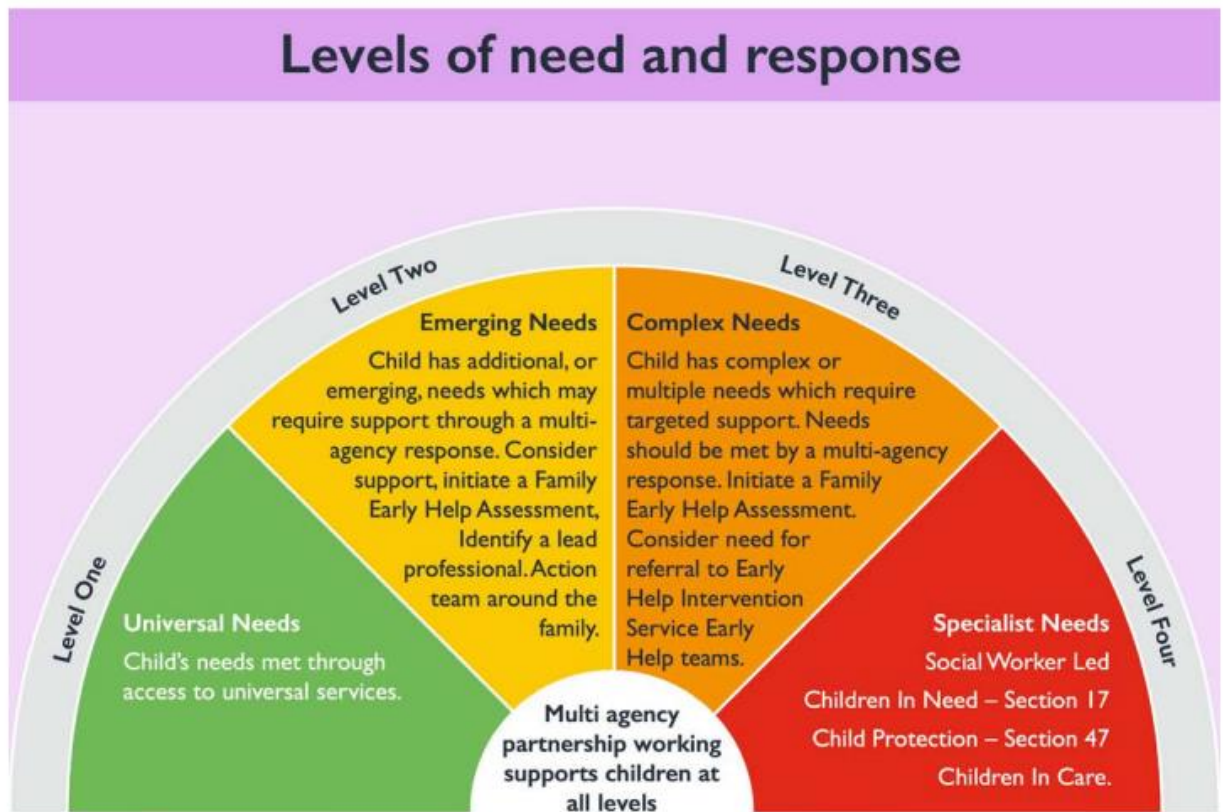 Levels of need and response
Level One
Universal Needs
Child's needs met through
access to universal services.
Level Two
Emerging Needs
Child has additional, or
emerging, needs which may
require support through a multi-
agency response. Consider
support, initiate a Family
Early Help Assessment,
Identify a lead
professional. Action
team around the
family.
Level Three
Complex Needs
Child has complex or
multiple needs which require
targeted support. Needs
should be met by a multi-agency
response. Initiate a Family
Early Help Assessment.
Consider need for
referral to Early
Help Intervention
Service Early
Help teams.
Level Four
Specialist Needs
Social Worker Led
Children In Need – Section 17
Child Protection – Section 47
Children In Care.
Multi agency
partnership working
supports children at
all levels